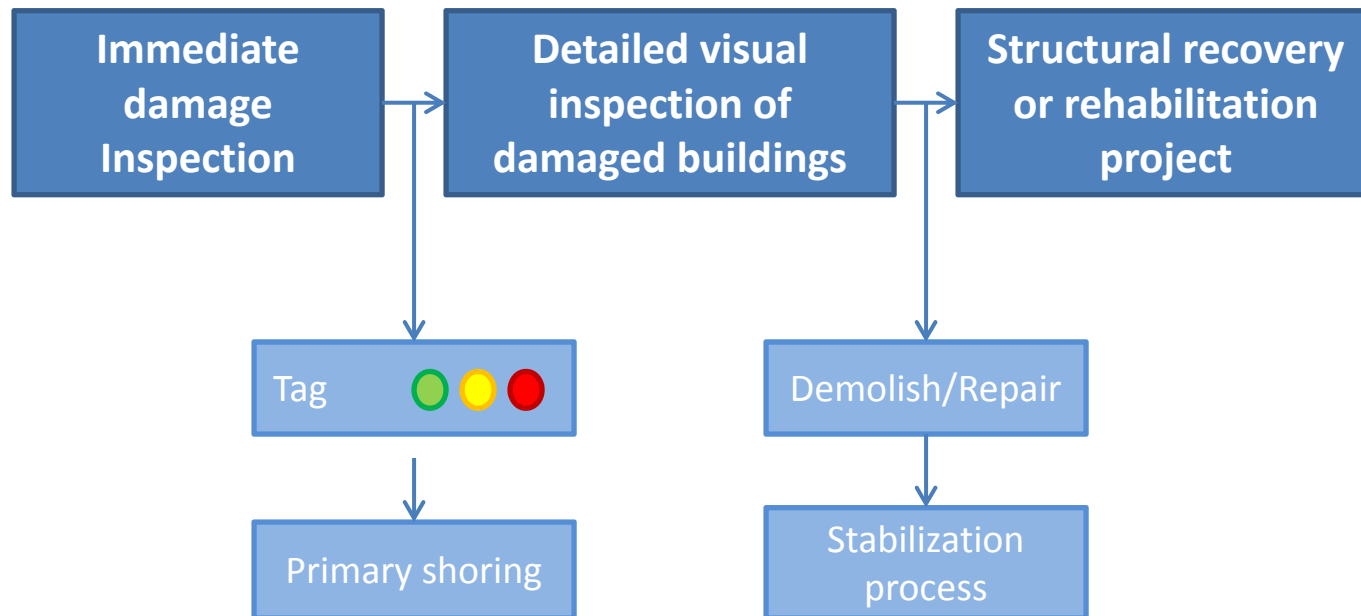 Immediate
damage
Inspection
Detailed visual
inspection of
damaged buildings
Structural recovery
or rehabilitation
project
Tag
Demolish/Repair
Primary shoring
Stabilization
process